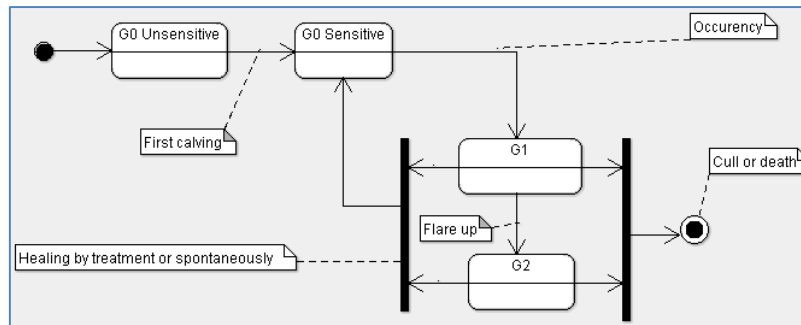 G0 Unsensitive
G0 Sensitive
Occurency
First calving
G1
Cull or death
Flare up
Healing by treatment or spontaneously
G2